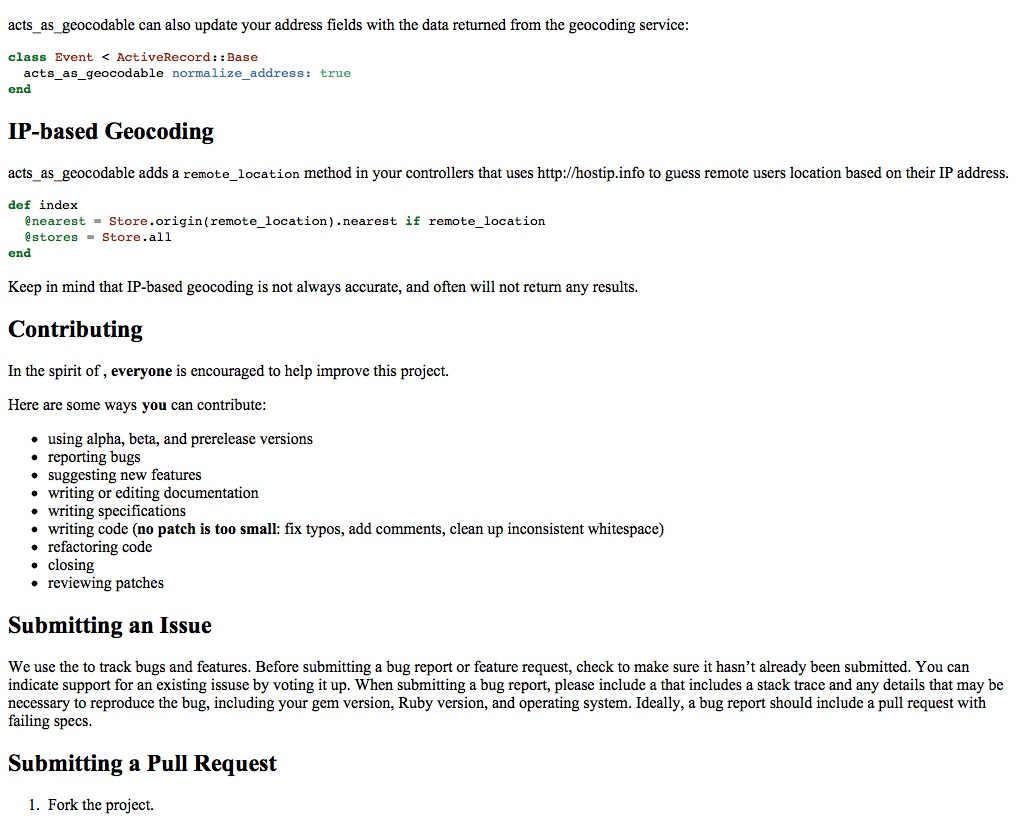 acts_as_geocodable can also update your address fields with the data returned from the geocoding service:
class Event < ActiveRecord::Base
  acts_as_geocodable normalize_address: true
end
IP-based Geocoding
acts_as_geocodable adds a remote_location method in your controllers that uses http://hostip.info to guess remote users location based on their IP address.
def index
  @nearest = Store.origin(remote_location).nearest if remote_location
  @stores = Store.all
end
Keep in mind that IP-based geocoding is not always accurate, and often will not return any results.
Contributing
In the spirit of , everyone is encouraged to help improve this project.
Here are some ways you can contribute:
• using alpha, beta, and prerelease versions
• reporting bugs
• suggesting new features
• writing or editing documentation
• writing specifications
• writing code (no patch is too small: fix typos, add comments, clean up inconsistent whitespace)
• refactoring code
• closing
• reviewing patches
Submitting an Issue
We use the to track bugs and features. Before submitting a bug report or feature request, check to make sure it hasn’t already been submitted. You can
indicate support for an existing issuse by voting it up. When submitting a bug report, please include a that includes a stack trace and any details that may be
necessary to reproduce the bug, including your gem version, Ruby version, and operating system. Ideally, a bug report should include a pull request with
failing specs.
Submitting a Pull Request
1. Fork the project.